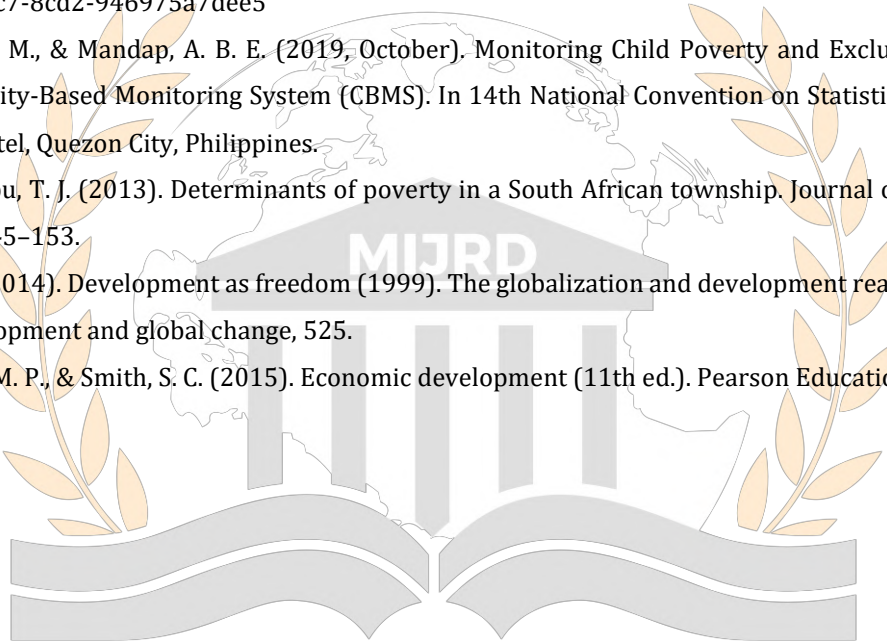 c7-8cd2-946975a7dee5
M., & Mandap, A. B. E. (2019, October). Monitoring Child Poverty and Exclu
ity-Based Monitoring System (CBMS). In 14th National Convention on Statisti
tel, Quezon City, Philippines.
ou, T. J. (2013). Determinants of poverty in a South African township. Journal o
5–153.
014). Development as freedom (1999). The globalization and development rea
opment and global change, 525.
M. P., & Smith, S. C. (2015). Economic development (11th ed.). Pearson Educatio
MIJRD